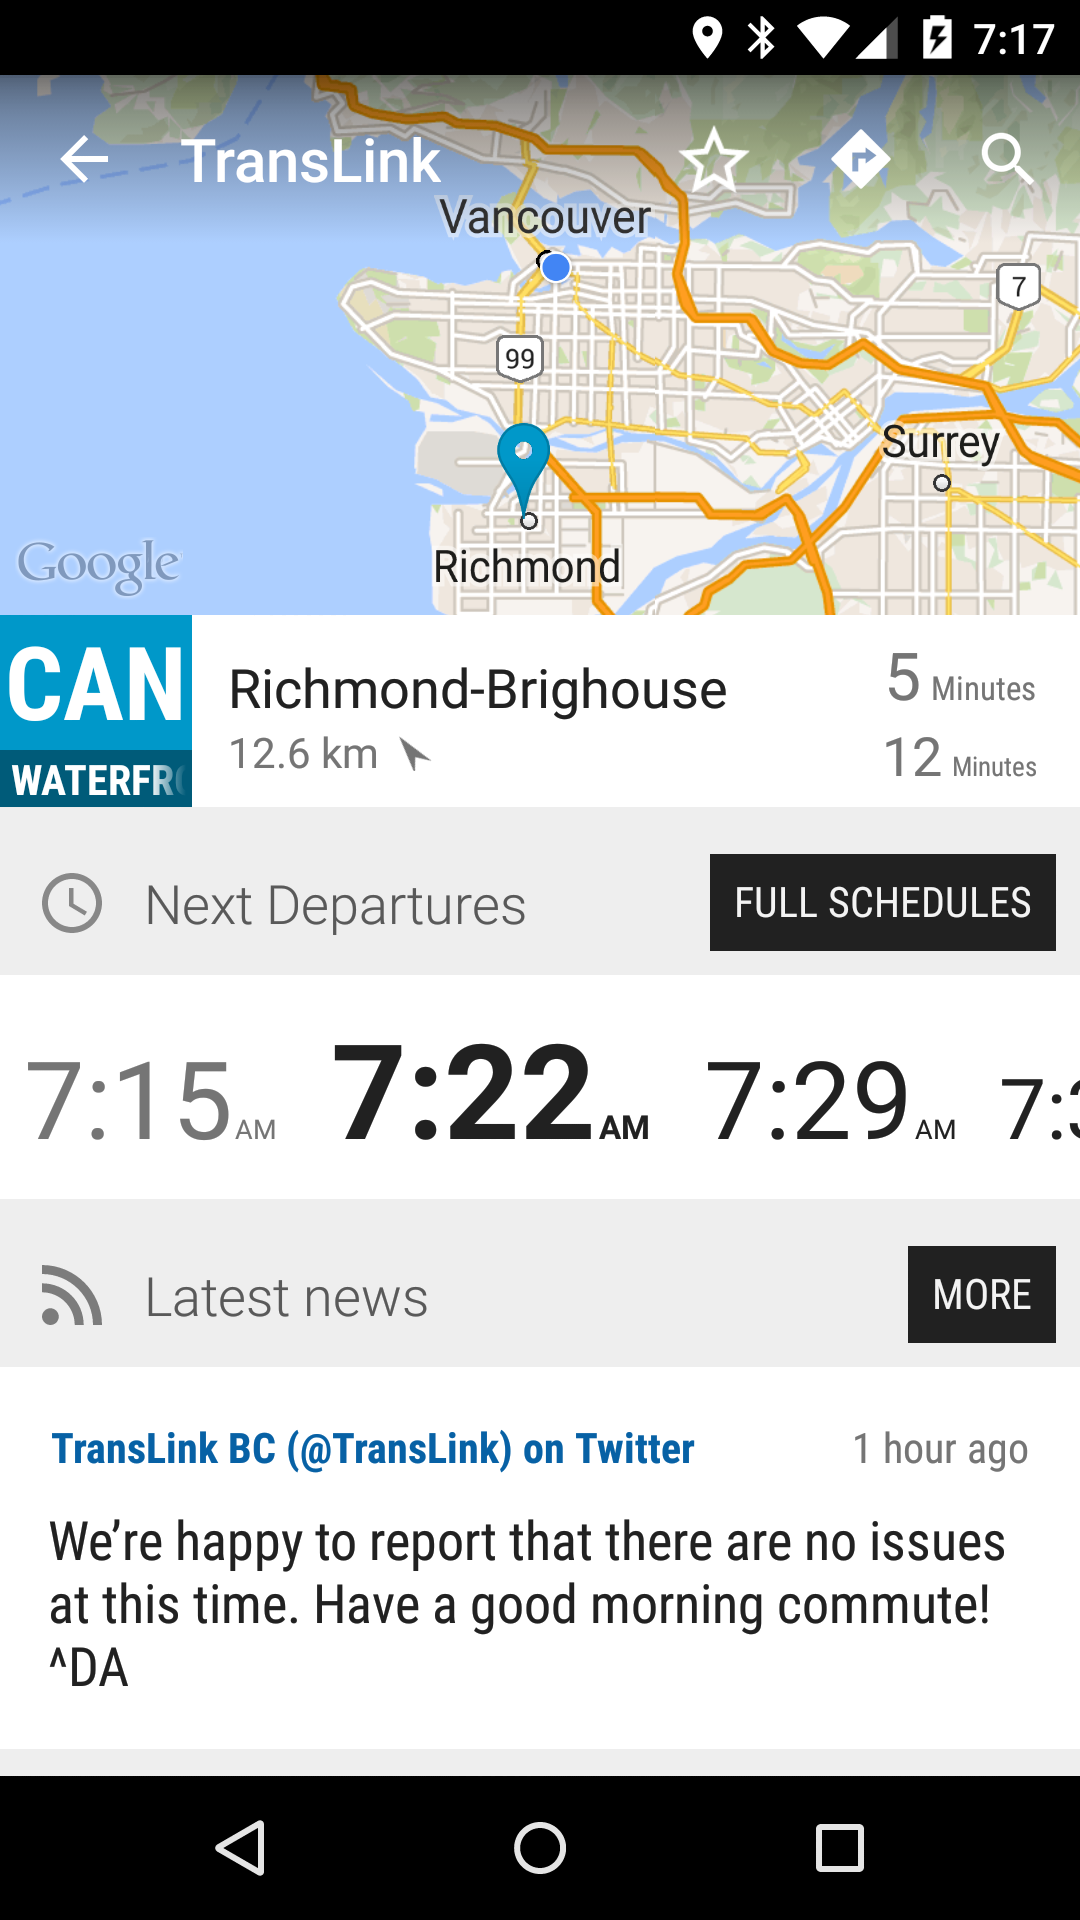 7:17
TransLink
Vancouver
7
99
Surrey
Richmond
Google
CAN
WATERFR
Richmond-Brighouse
12.6 km
5 Minutes
12 Minutes
Next Departures
FULL SCHEDULES
7:15 AM
7:22 AM
7:29 AM
7:3
Latest news
MORE
TransLink BC (@TransLink) on Twitter
1 hour ago
We’re happy to report that there are no issues
at this time. Have a good morning commute!
^DA